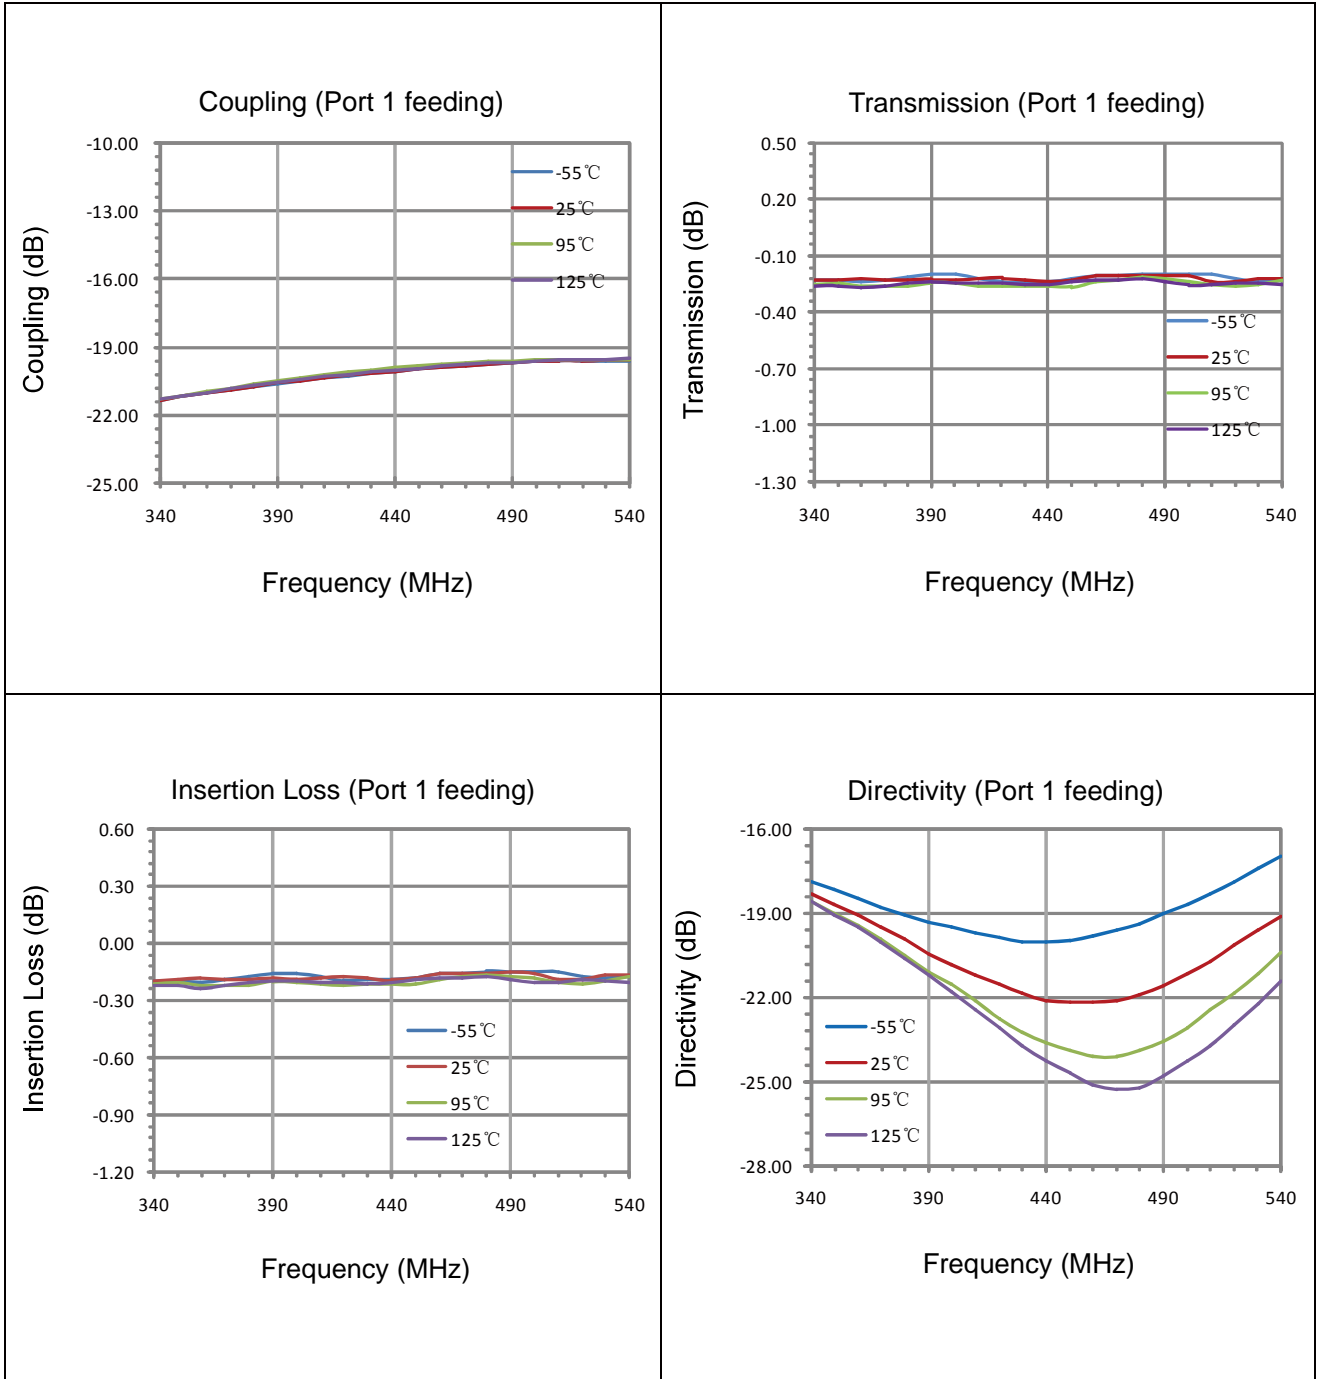 Coupling (Port 1 feeding)
Coupling (dB)
-10.00
-13.00
-16.00
-19.00
-22.00
-25.00
-55℃
25℃
95℃
125℃
340 390 440 490 540
Frequency (MHz)
Transmission (Port 1 feeding)
Transmission (dB)
0.50
0.20
-0.10
-0.40
-0.70
-1.00
-1.30
-55℃
25℃
95℃
125℃
340 390 440 490 540
Frequency (MHz)
Insertion Loss (Port 1 feeding)
Insertion Loss (dB)
0.60
0.30
0.00
-0.30
-0.60
-0.90
-1.20
-55℃
25℃
95℃
125℃
340 390 440 490 540
Frequency (MHz)
Directivity (Port 1 feeding)
Directivity (dB)
-16.00
-19.00
-22.00
-25.00
-28.00
-55℃
25℃
95℃
125℃
340 390 440 490 540
Frequency (MHz)